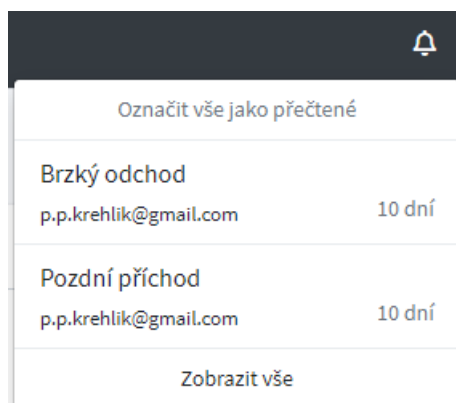 Označit vše jako přečtené
Brzký odchod
p.p.krehlik@gmail.com 10 dní
Pozdní příchod
p.p.krehlik@gmail.com 10 dní
Zobrazit vše